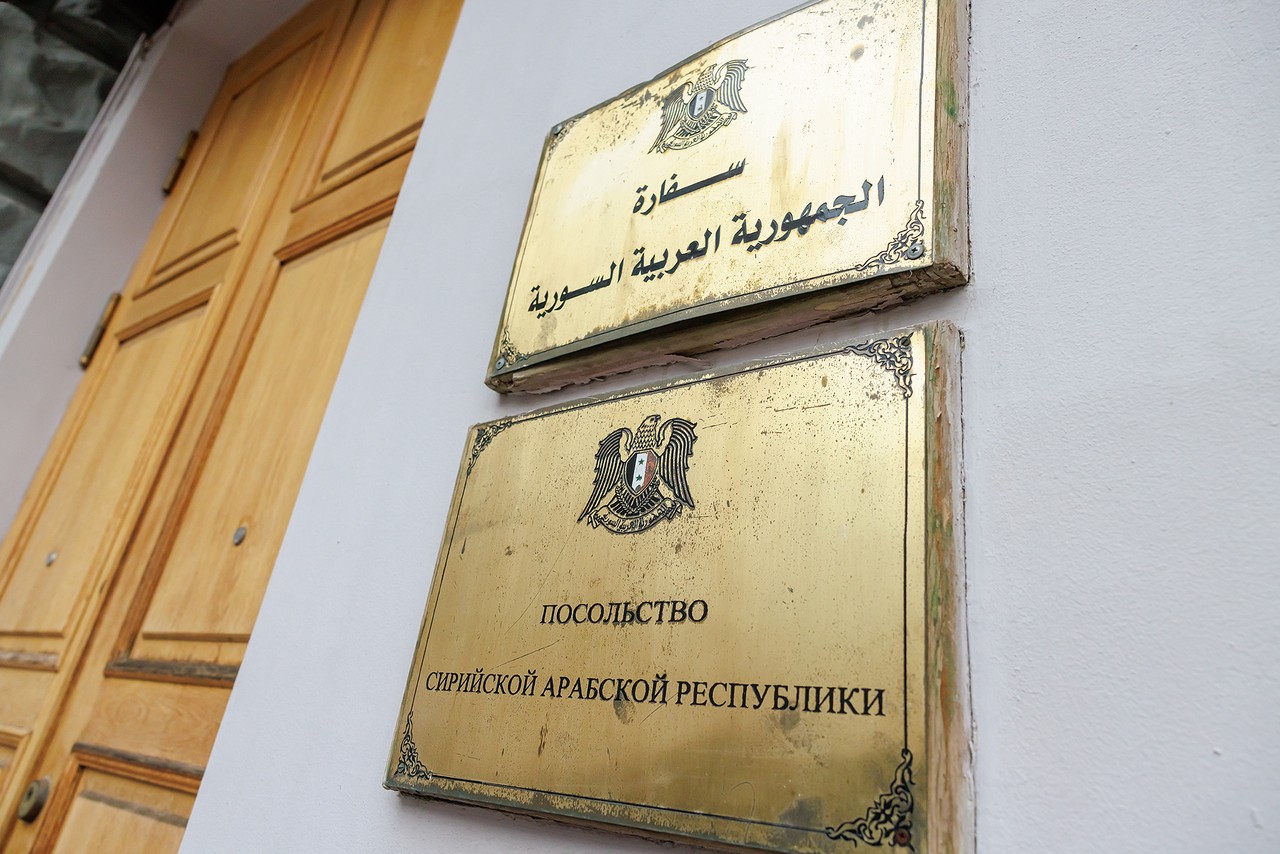 سفارة
الجمهورية العربية السورية
ПОСОЛЬСТВО
СИРИЙСКОЙ АРАБСКОЙ РЕСПУБЛИКИ